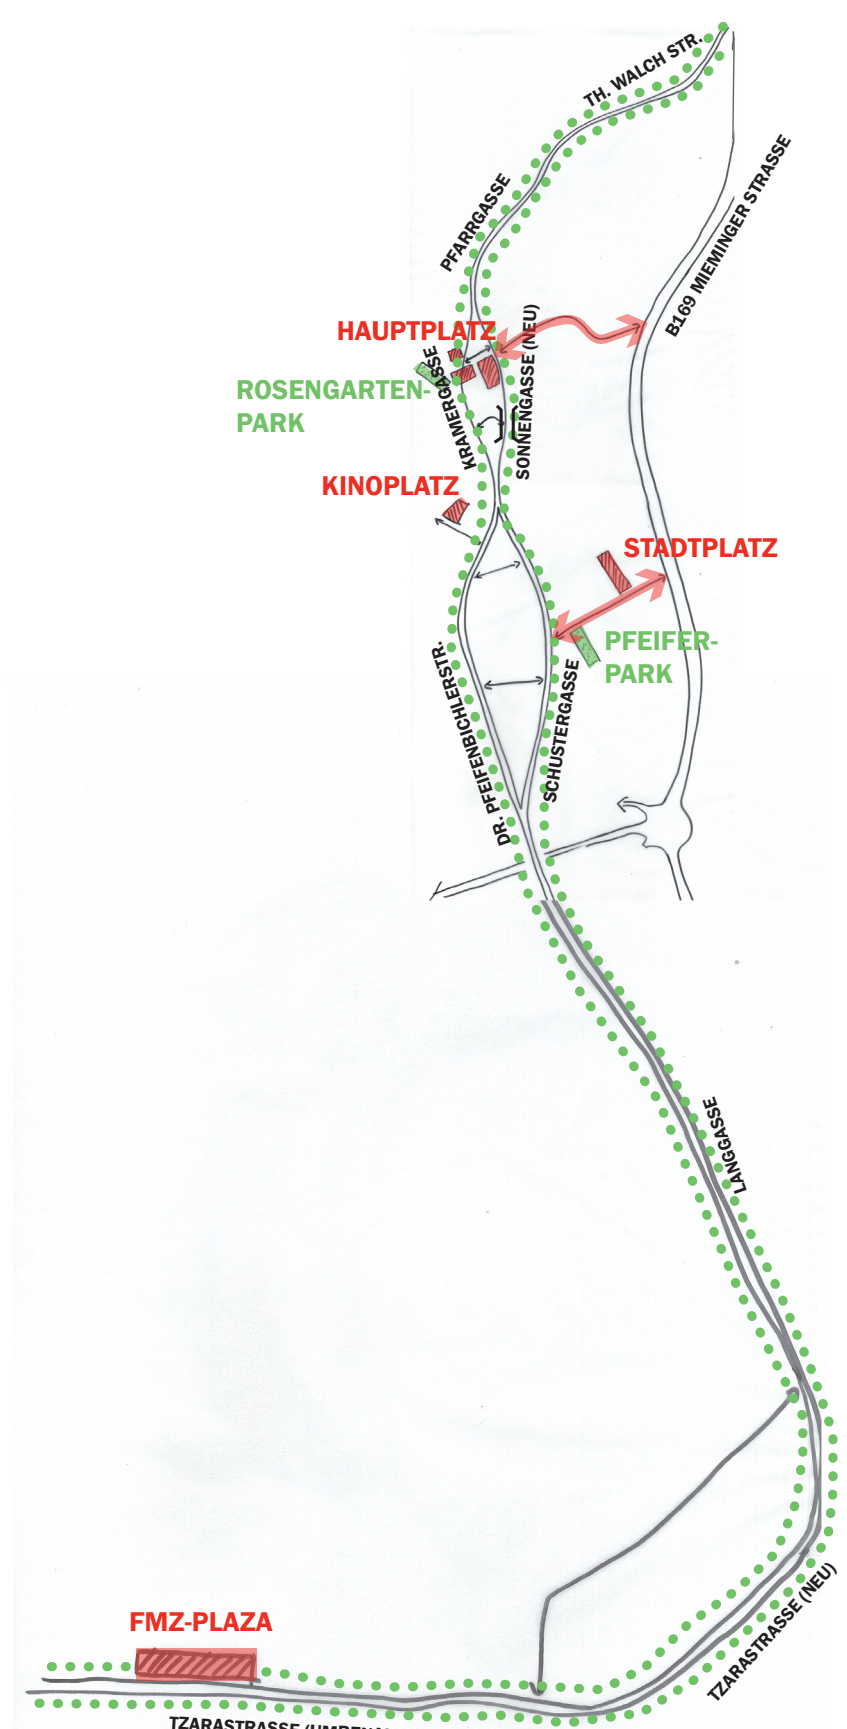 TH. WALCH STR.
PFARRGASSE
B169 MIEMINGER STRASSE
HAUPTPLATZ
SONNENGASSE (NEU)
KRAMERGASSE
ROSENGARTEN-
PARK
KINOPLATZ
STADTPLATZ
PFEIFER-
PARK
DR. PFEIFENBICHLERSTR.
SCHUSTERGASSE
LANGGASSE
TZARASTRASSE (NEU)
FMZ-PLAZA
TZARASTRASSE